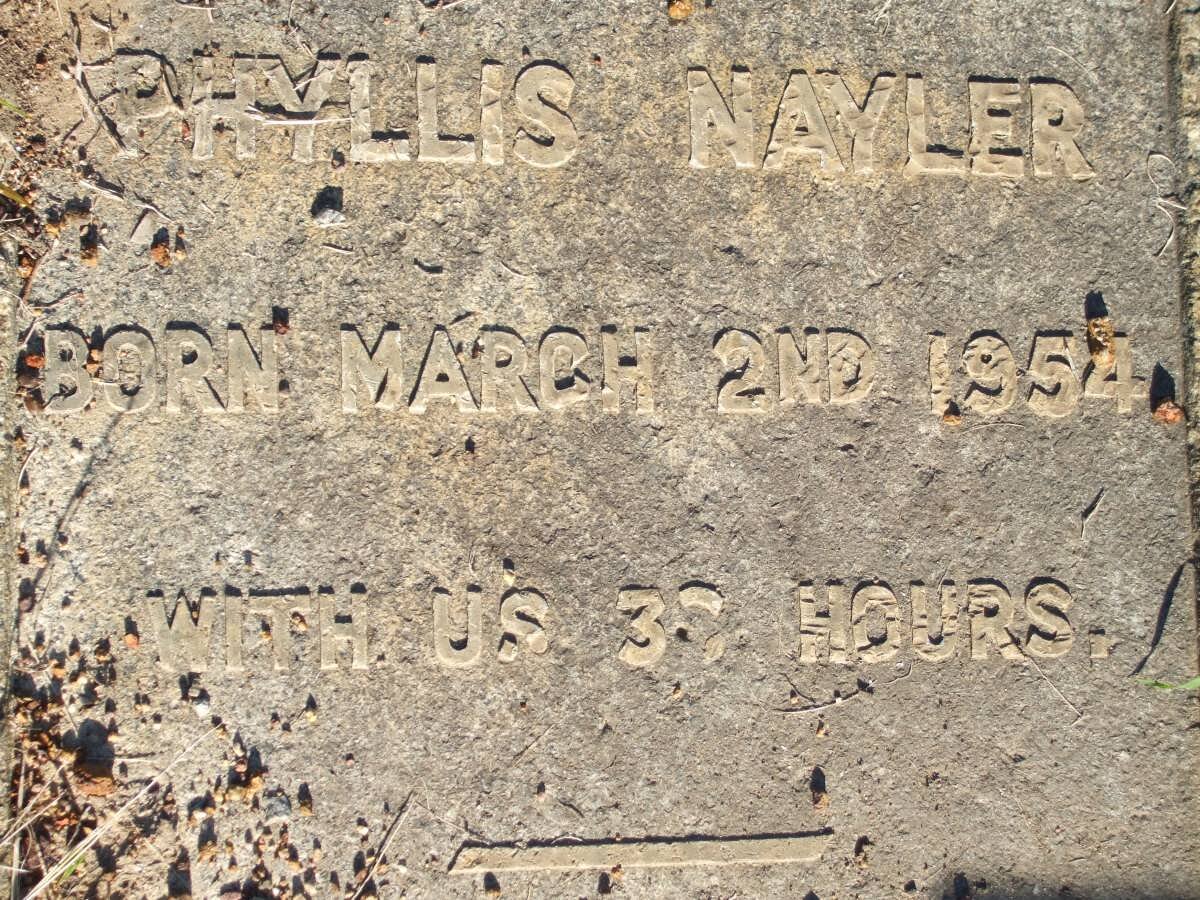 PHYLLIS NAYLER
BORN MARCH 2ND 1954
WITH US HOURS.